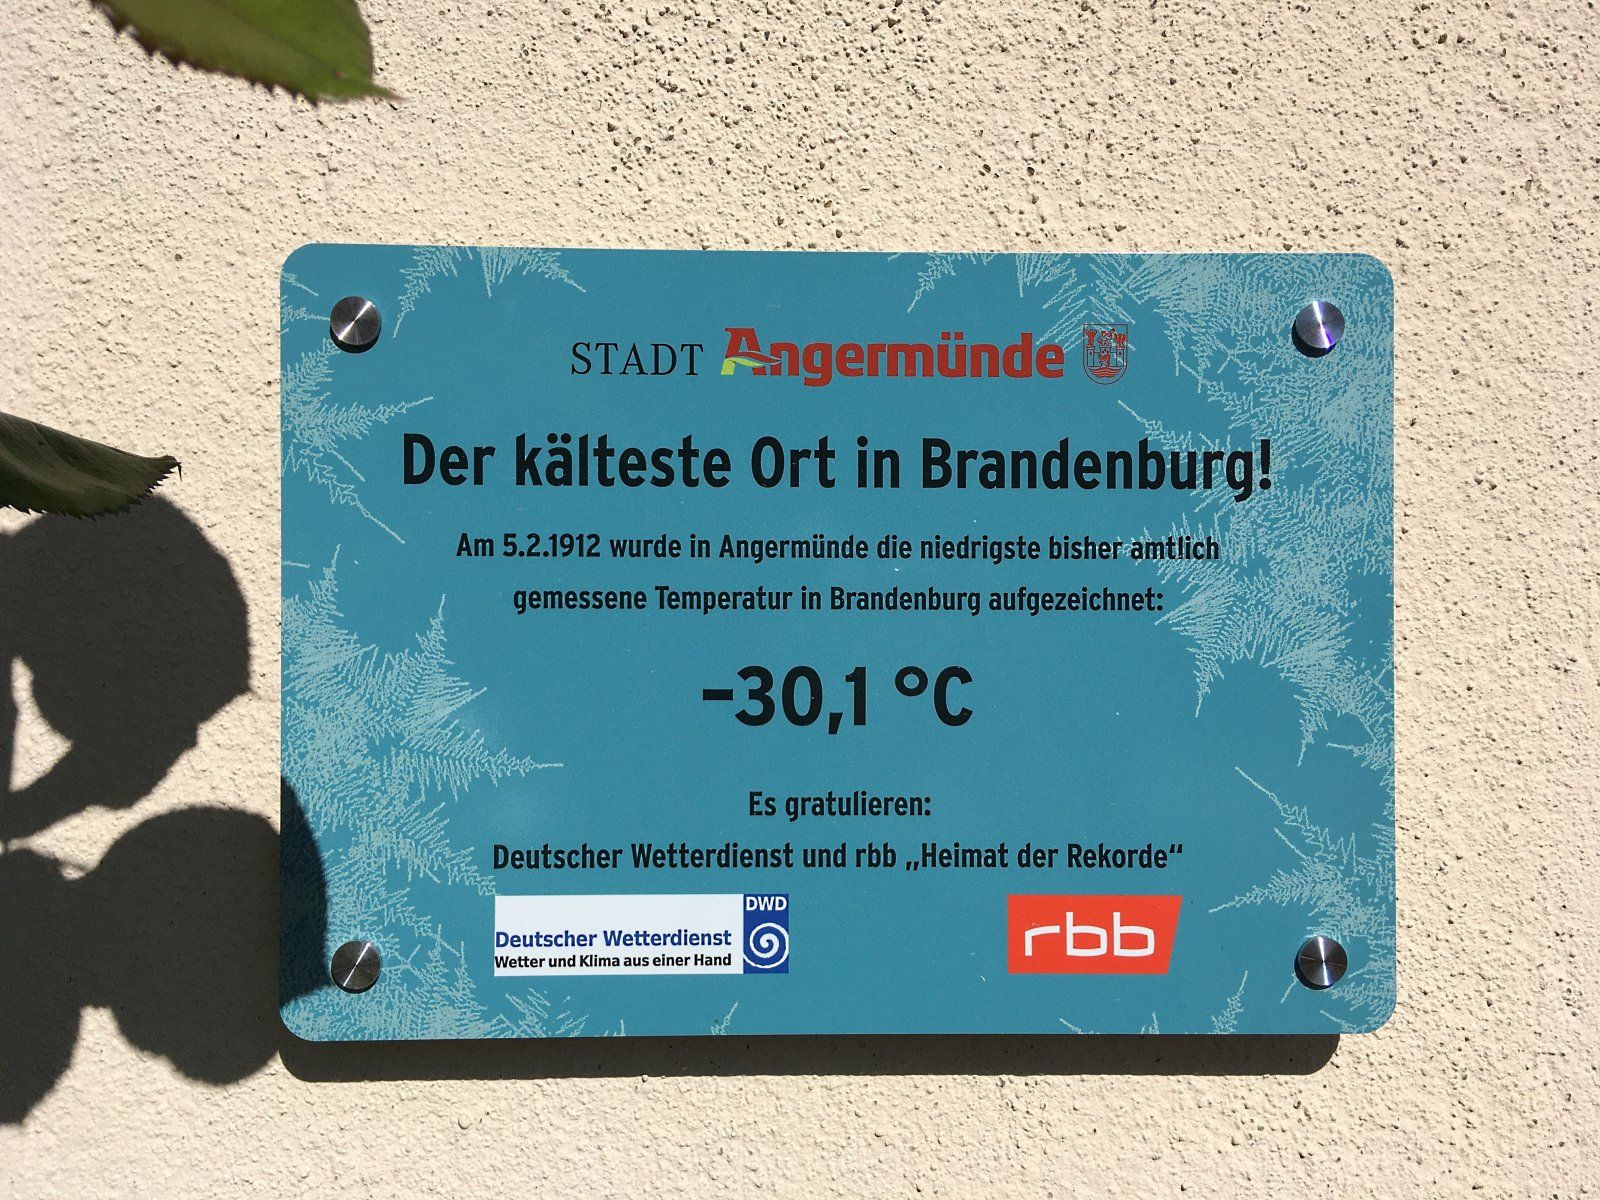 STADT Angermünde
Der kälteste Ort in Brandenburg!
Am 5.2.1912 wurde in Angermünde die niedrigste bisher amtlich
gemessene Temperatur in Brandenburg aufgezeichnet:
-30,1 °C
Es gratulieren:
Deutscher Wetterdienst und rbb „Heimat der Rekorde“
DWD
Deutscher Wetterdienst
Wetter und Klima aus einer Hand
rbb